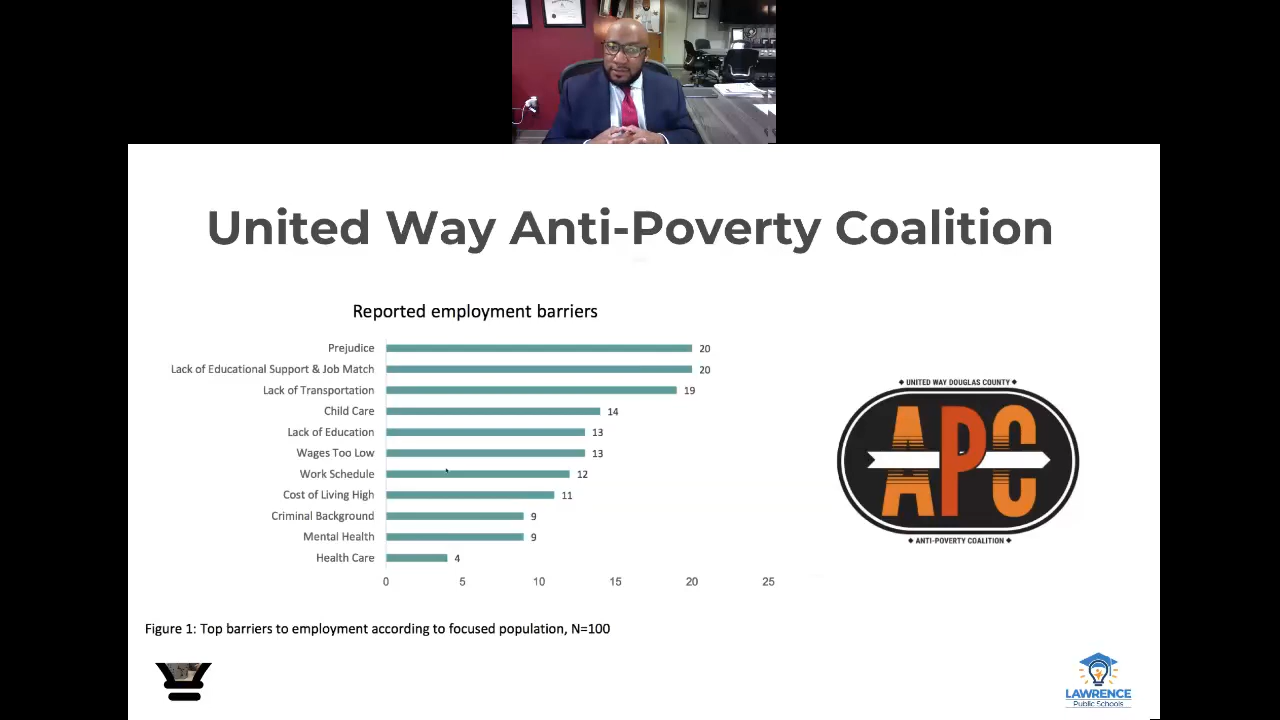 United Way Anti-Poverty Coalition
Reported employment barriers
Prejudice 20
Lack of Educational Support & Job Match 20
Lack of Transportation 19
Child Care 14
Lack of Education 13
Wages Too Low 13
Work Schedule 12
Cost of Living High 11
Criminal Background 9
Mental Health 9
Health Care 4
0 5 10 15 20 25
UNITED WAY DOUGLAS COUNTY
APC
ANTI-POVERTY COALITION
Figure 1: Top barriers to employment according to focused population, N=100
LAWRENCE
Public Schools